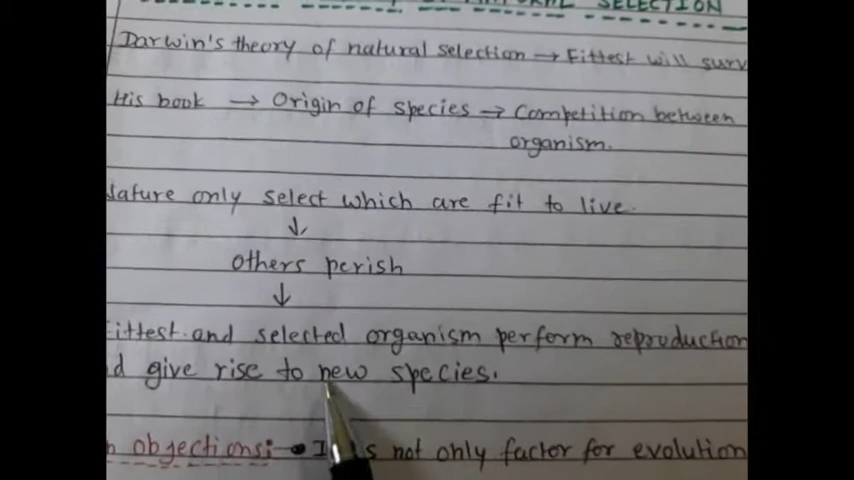 NATURAL SELECTION
Darwin's theory of natural selection → Fittest will surv
His book → Origin of species → Competition between
organism.
Nature only select which are fit to live.
↓
others perish
↓
Fittest and selected organism perform reproduction
d give rise to new species.
objections: not only factor for evolution